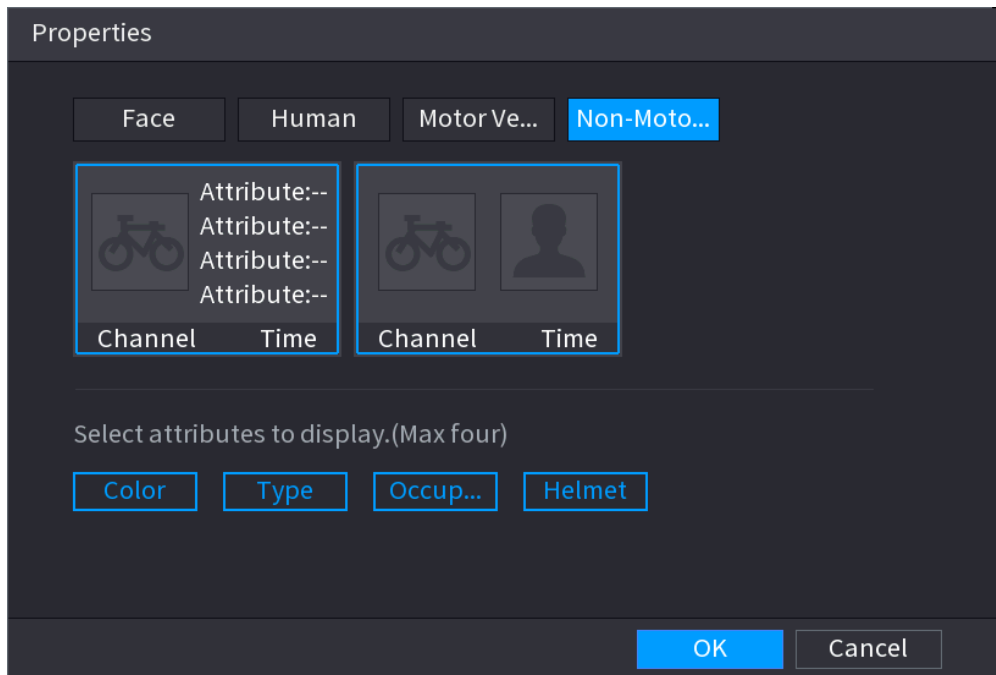 Properties
Face Human Motor Ve... Non-Moto...
Attribute:--
Attribute:--
Attribute:--
Attribute:--
Channel Time Channel Time
Select attributes to display.(Max four)
Color Type Occup... Helmet
OK Cancel